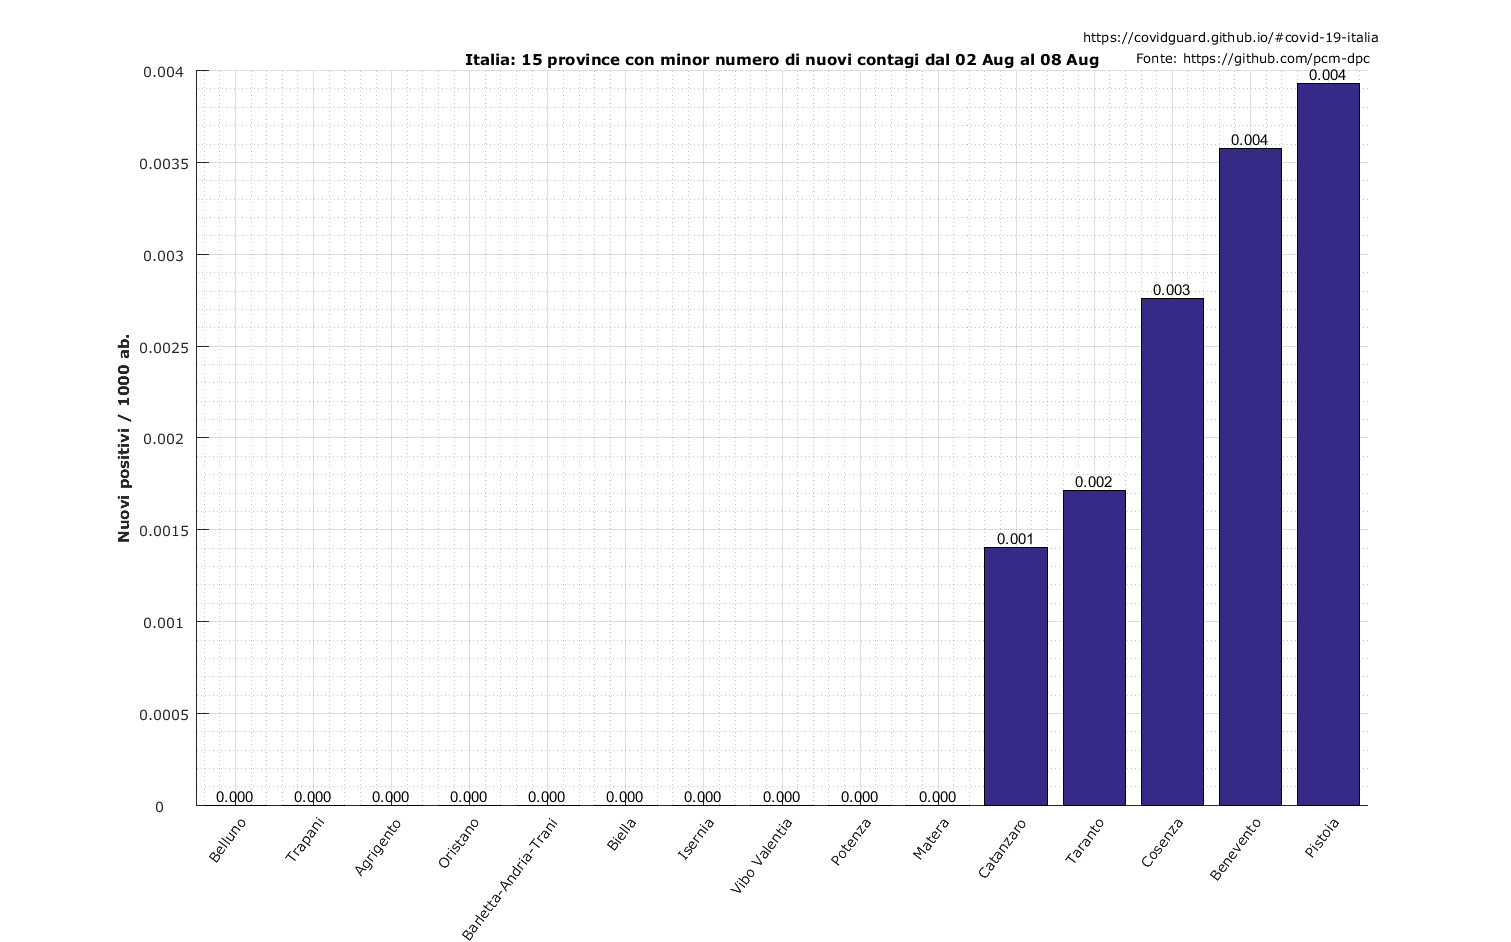 https://covidguard.github.io/#covid-19-italia
Italia: 15 province con minor numero di nuovi contagi dal 02 Aug al 08 Aug
Fonte: https://github.com/pcm-dpc
Nuovi positivi / 1000 ab.
0.004
0.0035
0.003
0.0025
0.002
0.0015
0.001
0.0005
0
0.000
0.000
0.000
0.000
0.000
0.000
0.000
0.000
0.000
0.000
0.001
0.002
0.003
0.004
0.004
Belluno
Trapani
Agrigento
Oristano
Barletta-Andria-Trani
Biella
Isernia
Vibo Valentia
Potenza
Matera
Catanzaro
Taranto
Cosenza
Benevento
Pistoia